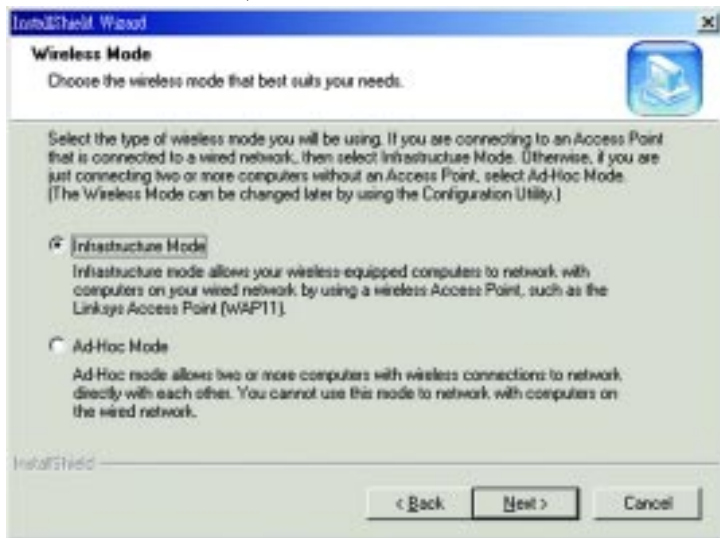 InstallShield Wizard
Wireless Mode
Choose the wireless mode that best suits your needs.
Select the type of wireless mode you will be using. If you are connecting to an Access Point
that is connected to a wired network, then select Infrastructure Mode. Otherwise, if you are
just connecting two or more computers without an Access Point, select Ad-Hoc Mode.
(The Wireless Mode can be changed later by using the Configuration Utility.)
Infrastructure Mode
Infrastructure mode allows your wireless-equipped computers to network with
computers on your wired network by using a wireless Access Point, such as the
Linksys Access Point (WAP11).
Ad-Hoc Mode
Ad-Hoc mode allows two or more computers with wireless connections to network
directly with each other. You cannot use this mode to network with computers on
the wired network.
InstallShield
< Back
Next >
Cancel